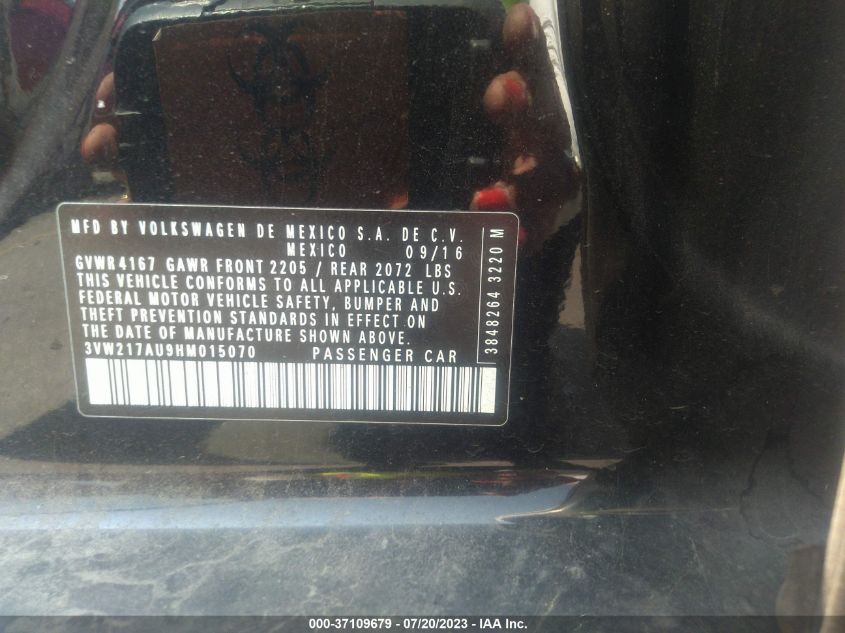 MFD BY VOLKSWAGEN DE MEXICO S.A. DE C.V.
MEXICO 09/16
GVWR 4167 GAWR FRONT 2205 / REAR 2072 LBS
THIS VEHICLE CONFORMS TO ALL APPLICABLE U.S.
FEDERAL MOTOR VEHICLE SAFETY, BUMPER AND
THEFT PREVENTION STANDARDS IN EFFECT ON
THE DATE OF MANUFACTURE SHOWN ABOVE.
3VW217AU9HM015070 PASSENGER CAR
3848264 3220 M
000-37109679 - 07/20/2023 - IAA Inc.